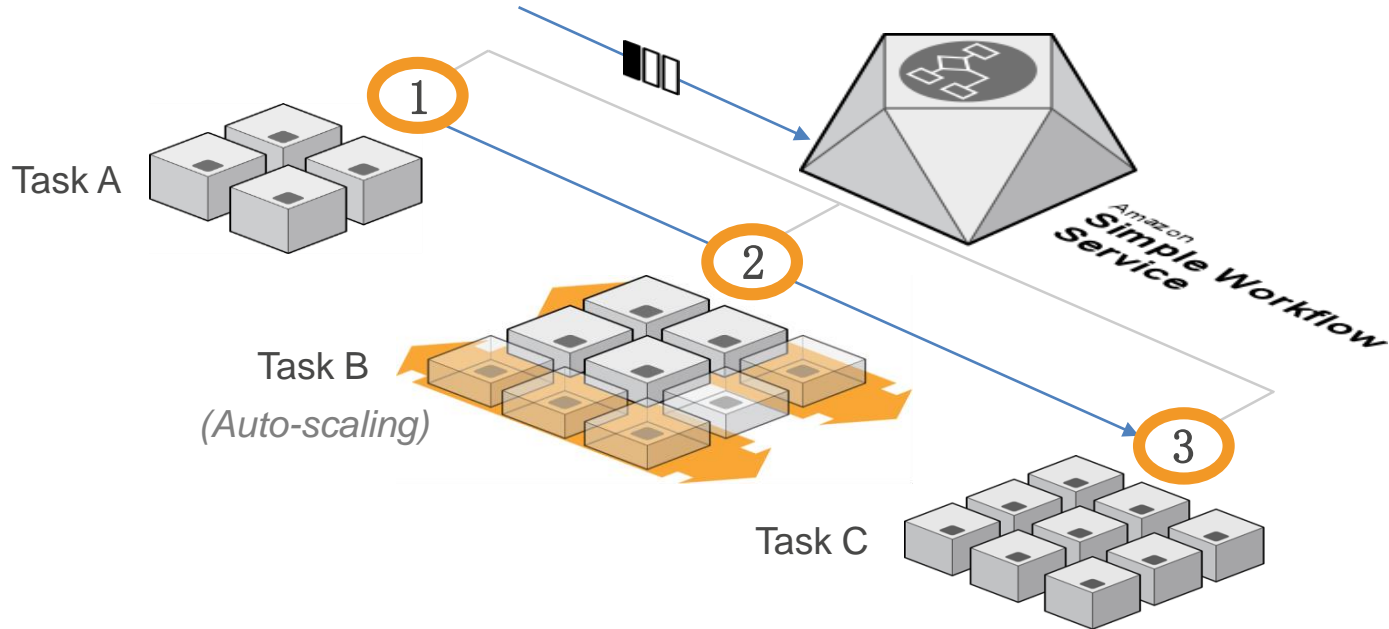 1
Task A
Amazon
Simple Workflow
Service
2
Task B
(Auto-scaling)
3
Task C